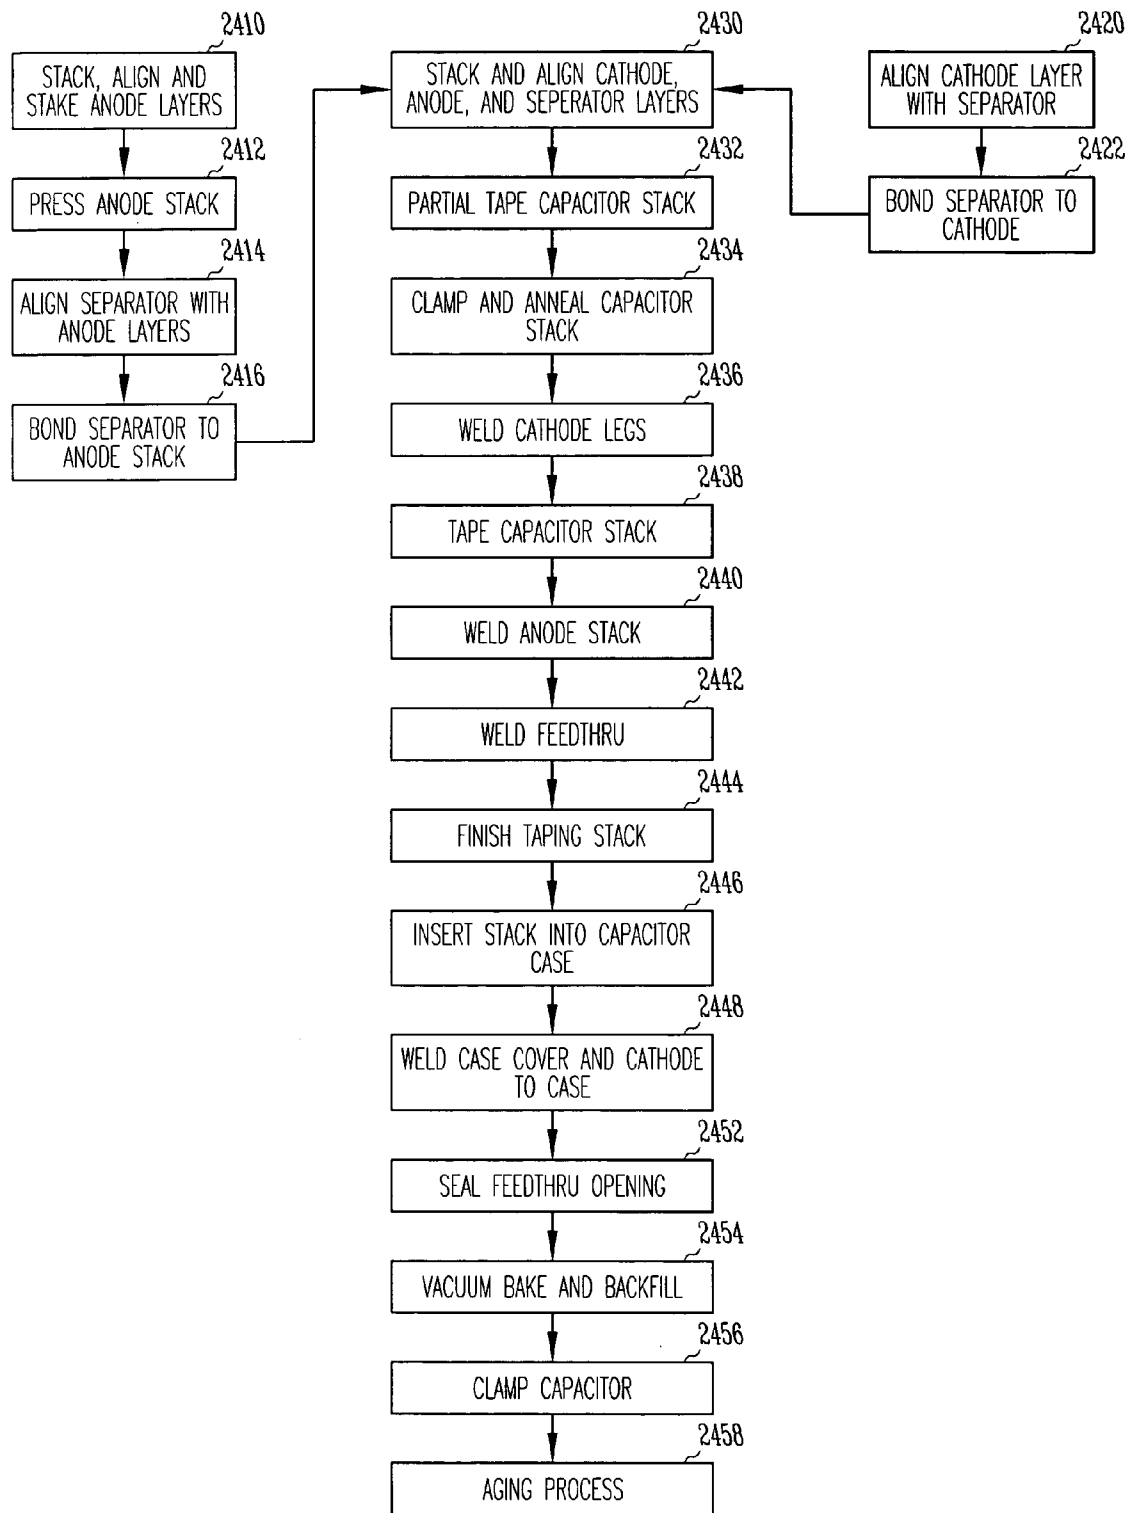 2410
STACK, ALIGN AND
STAKE ANODE LAYERS
2412
PRESS ANODE STACK
2414
ALIGN SEPARATOR WITH
ANODE LAYERS
2416
BOND SEPARATOR TO
ANODE STACK
2420
ALIGN CATHODE LAYER
WITH SEPARATOR
2422
BOND SEPARATOR TO
CATHODE
2430
STACK AND ALIGN CATHODE,
ANODE, AND SEPERATOR LAYERS
2432
PARTIAL TAPE CAPACITOR STACK
2434
CLAMP AND ANNEAL CAPACITOR
STACK
2436
WELD CATHODE LEGS
2438
TAPE CAPACITOR STACK
2440
WELD ANODE STACK
2442
WELD FEEDTHRU
2444
FINISH TAPING STACK
2446
INSERT STACK INTO CAPACITOR
CASE
2448
WELD CASE COVER AND CATHODE
TO CASE
2452
SEAL FEEDTHRU OPENING
2454
VACUUM BAKE AND BACKFILL
2456
CLAMP CAPACITOR
2458
AGING PROCESS